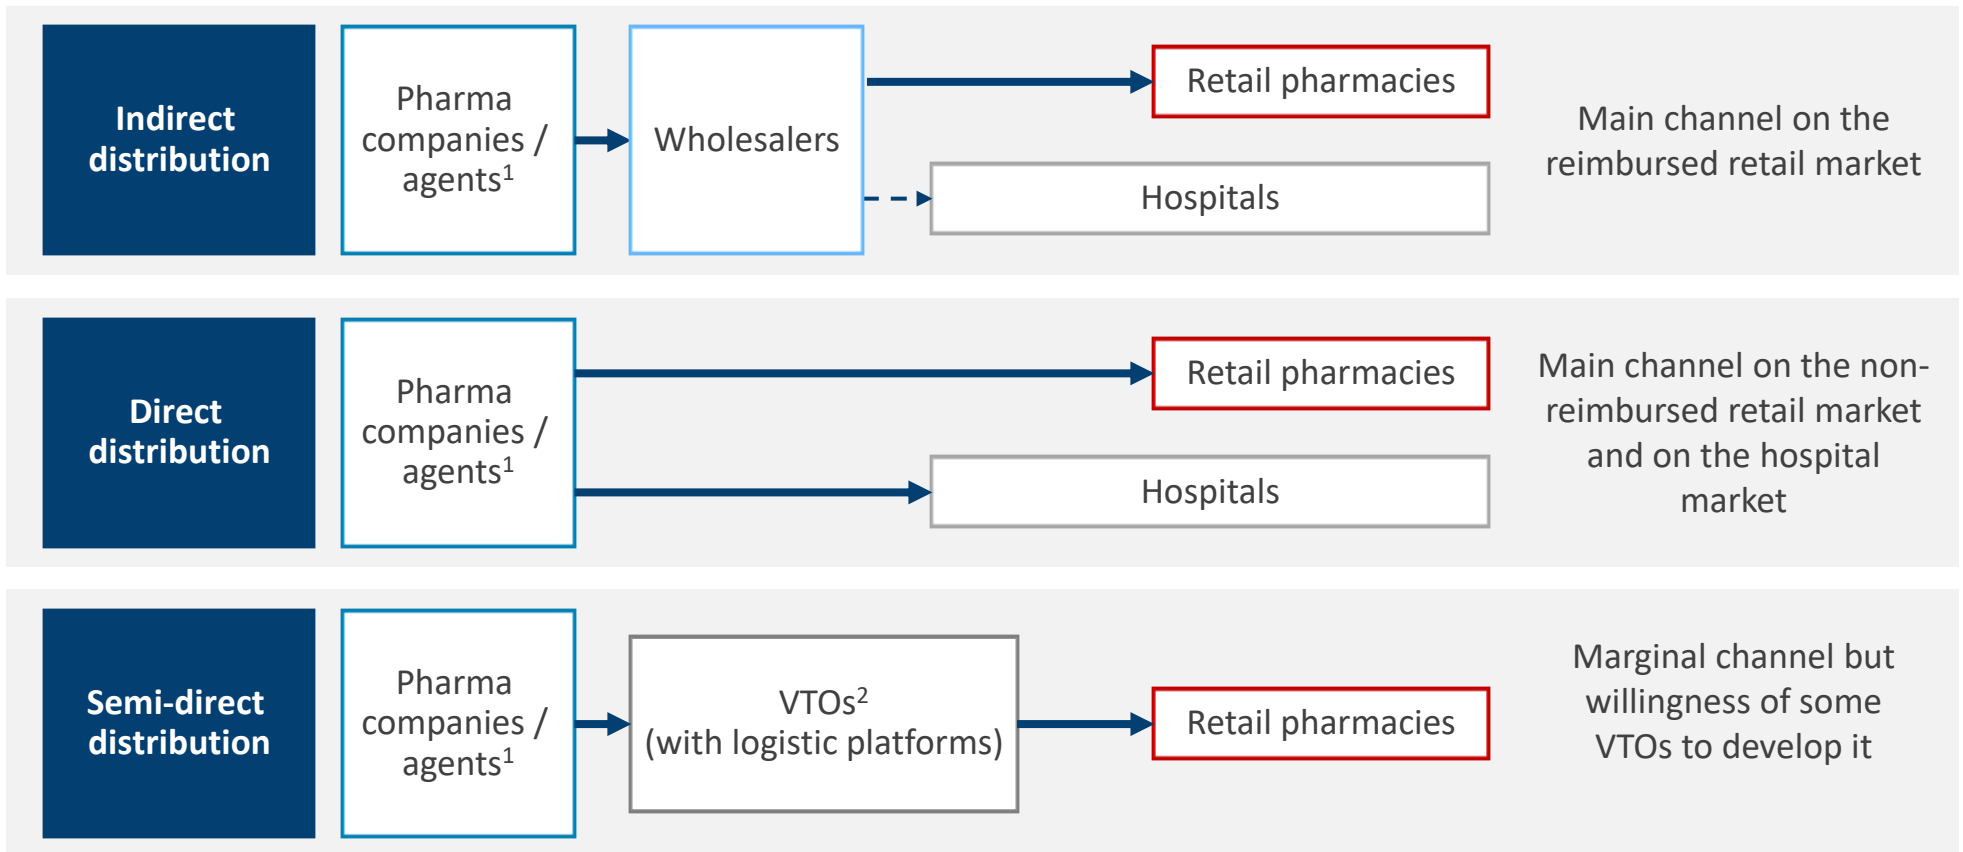 Indirect
distribution
Pharma
companies /
agents¹
Wholesalers
Retail pharmacies
Hospitals
Main channel on the
reimbursed retail market
Direct
distribution
Pharma
companies /
agents¹
Retail pharmacies
Hospitals
Main channel on the non-
reimbursed retail market
and on the hospital
market
Semi-direct
distribution
Pharma
companies /
agents¹
VTOs²
(with logistic platforms)
Retail pharmacies
Marginal channel but
willingness of some
VTOs to develop it